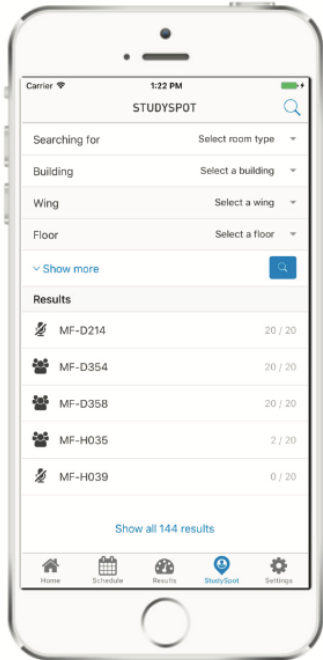 Carrier 1:22 PM
STUDYSPOT
Searching for Select room type
Building Select a building
Wing Select a wing
Floor Select a floor
Show more
Results
MF-D214 20 / 20
MF-D354 20 / 20
MF-D358 20 / 20
MF-H035 2 / 20
MF-H039 0 / 20
Show all 144 results
Home Schedule Results StudySpot Settings